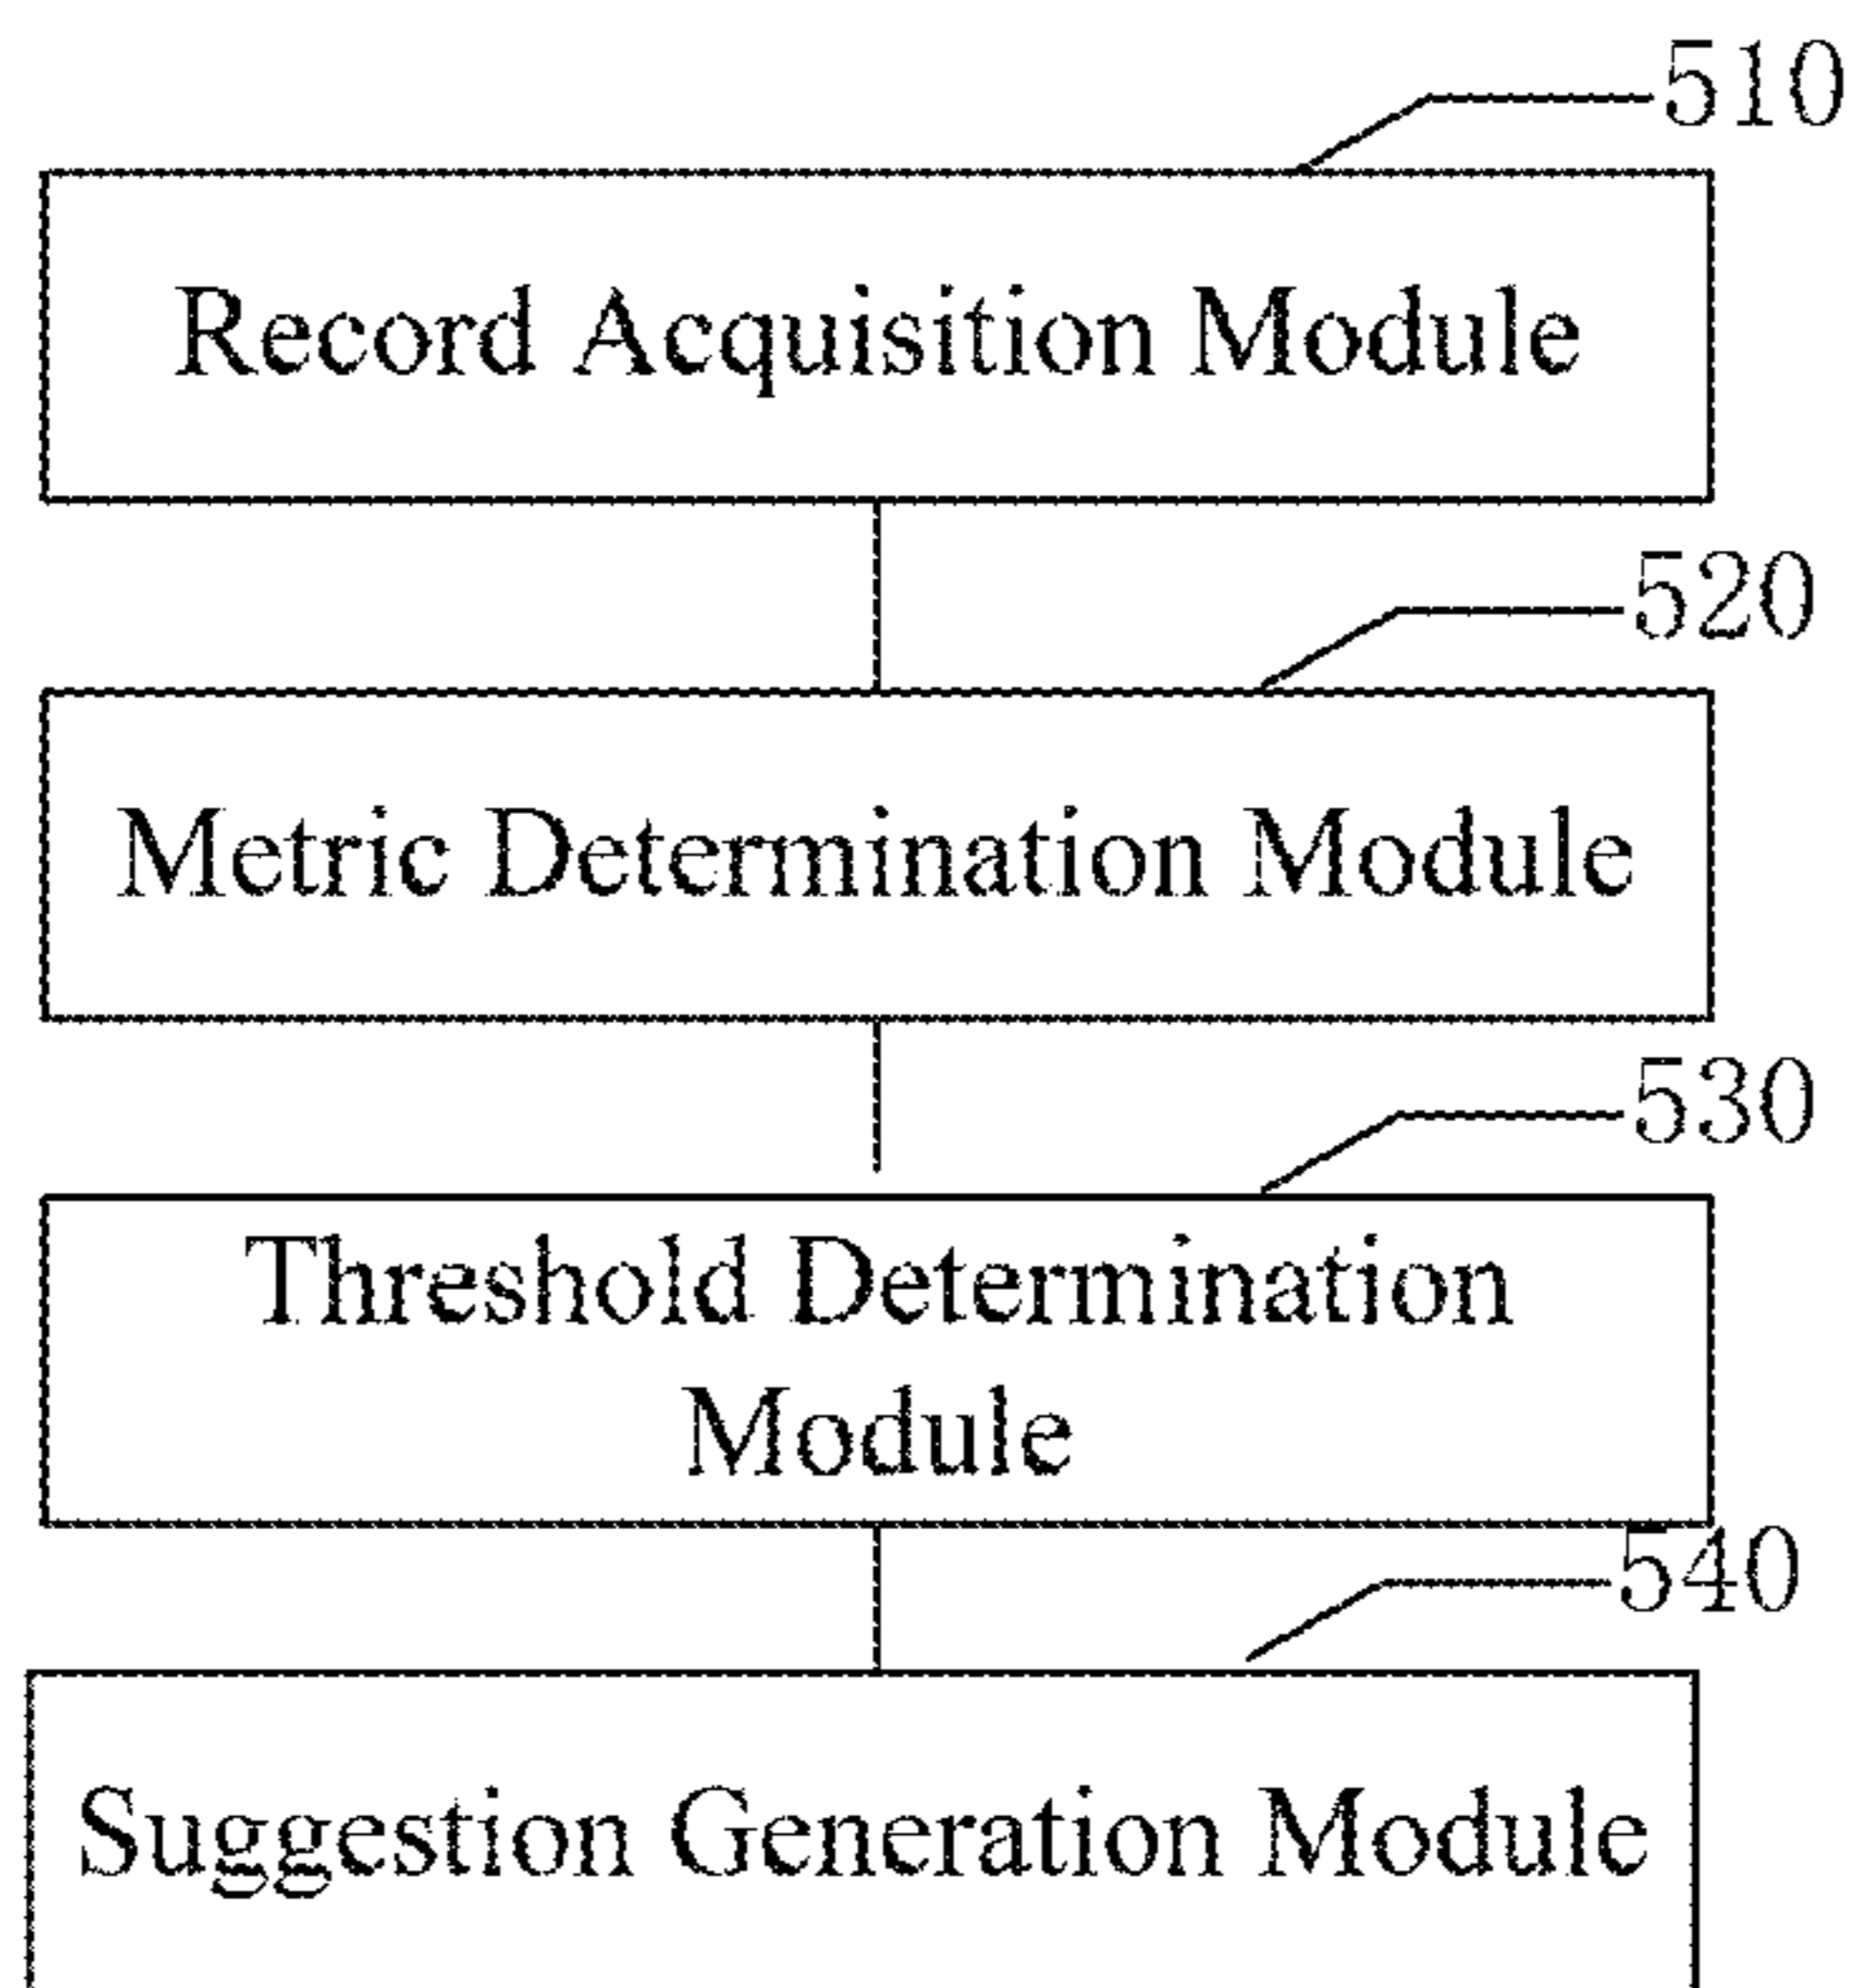 510
Record Acquisition Module
520
Metric Determination Module
530
Threshold Determination
Module
540
Suggestion Generation Module